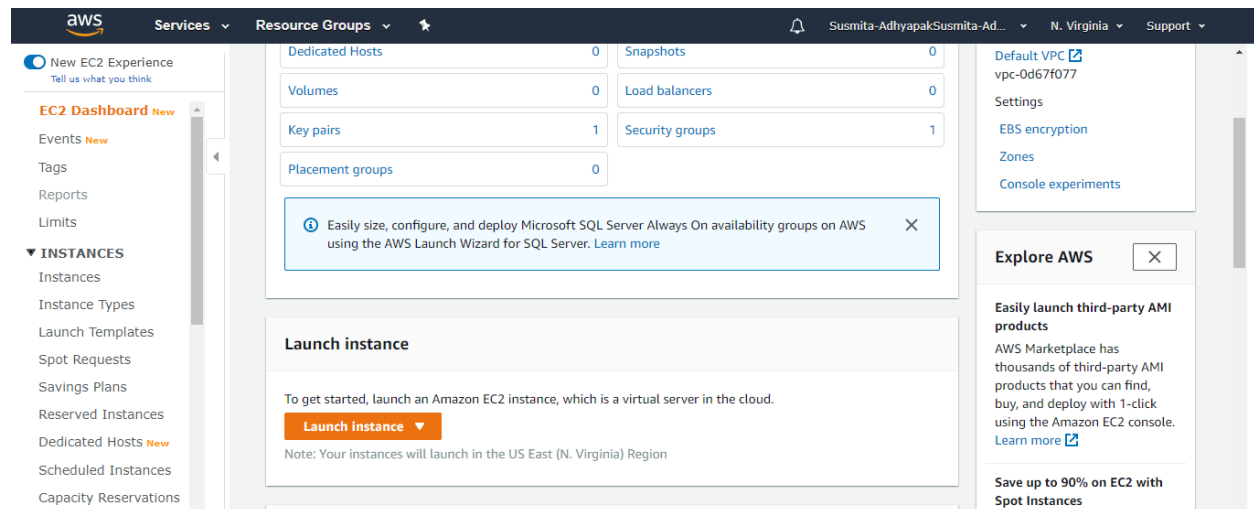 aws Services Resource Groups Susmita-AdhyapakSusmita-Ad... N. Virginia Support
New EC2 Experience
Tell us what you think
EC2 Dashboard New
Events New
Tags
Reports
Limits
INSTANCES
Instances
Instance Types
Launch Templates
Spot Requests
Savings Plans
Reserved Instances
Dedicated Hosts New
Scheduled Instances
Capacity Reservations
Dedicated Hosts 0 Snapshots 0
Volumes 0 Load balancers 0
Key pairs 1 Security groups 1
Placement groups 0
Easily size, configure, and deploy Microsoft SQL Server Always On availability groups on AWS
using the AWS Launch Wizard for SQL Server. Learn more
Launch instance
To get started, launch an Amazon EC2 instance, which is a virtual server in the cloud.
Launch instance
Note: Your instances will launch in the US East (N. Virginia) Region
Default VPC
vpc-0d67f077
Settings
EBS encryption
Zones
Console experiments
Explore AWS
Easily launch third-party AMI
products
AWS Marketplace has
thousands of third-party AMI
products that you can find,
buy, and deploy with 1-click
using the Amazon EC2 console.
Learn more
Save up to 90% on EC2 with
Spot Instances